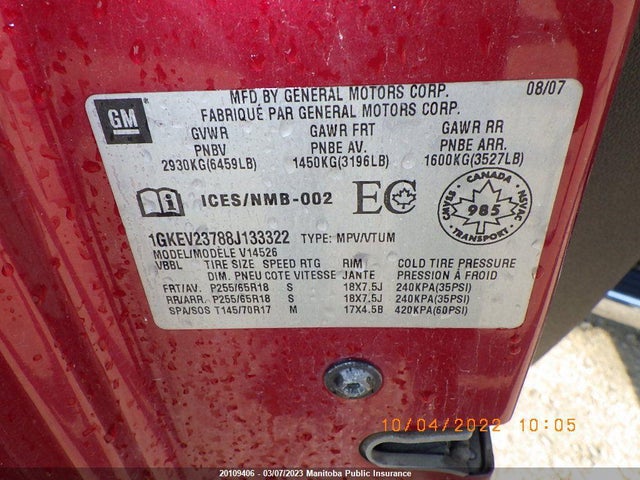 MFD BY GENERAL MOTORS CORP. 08/07
FABRIQUÉ PAR GENERAL MOTORS CORP.
GM
GVWR GAWR FRT GAWR RR
PNBV PNBE AV. PNBE ARR.
2930KG(6459LB) 1450KG(3196LB) 1600KG(3527LB)
ICES/NMB-002 EC
CANADA
CMVSS NSVAC
985
TRANSPORT
1GKEV23788J133322 TYPE: MPV/VTUM
MODEL/MODÈLE V14526
VBBL TIRE SIZE SPEED RTG RIM COLD TIRE PRESSURE
DIM. PNEU COTE VITESSE JANTE PRESSION À FROID
FRT/AV. P255/65R18 S 18X7.5J 240KPA(35PSI)
RR/ARR. P255/65R18 S 18X7.5J 240KPA(35PSI)
SPA/SOS T145/70R17 M 17X4.5B 420KPA(60PSI)
10/04/2022 10:05
20109406 - 03/07/2023 Manitoba Public Insurance